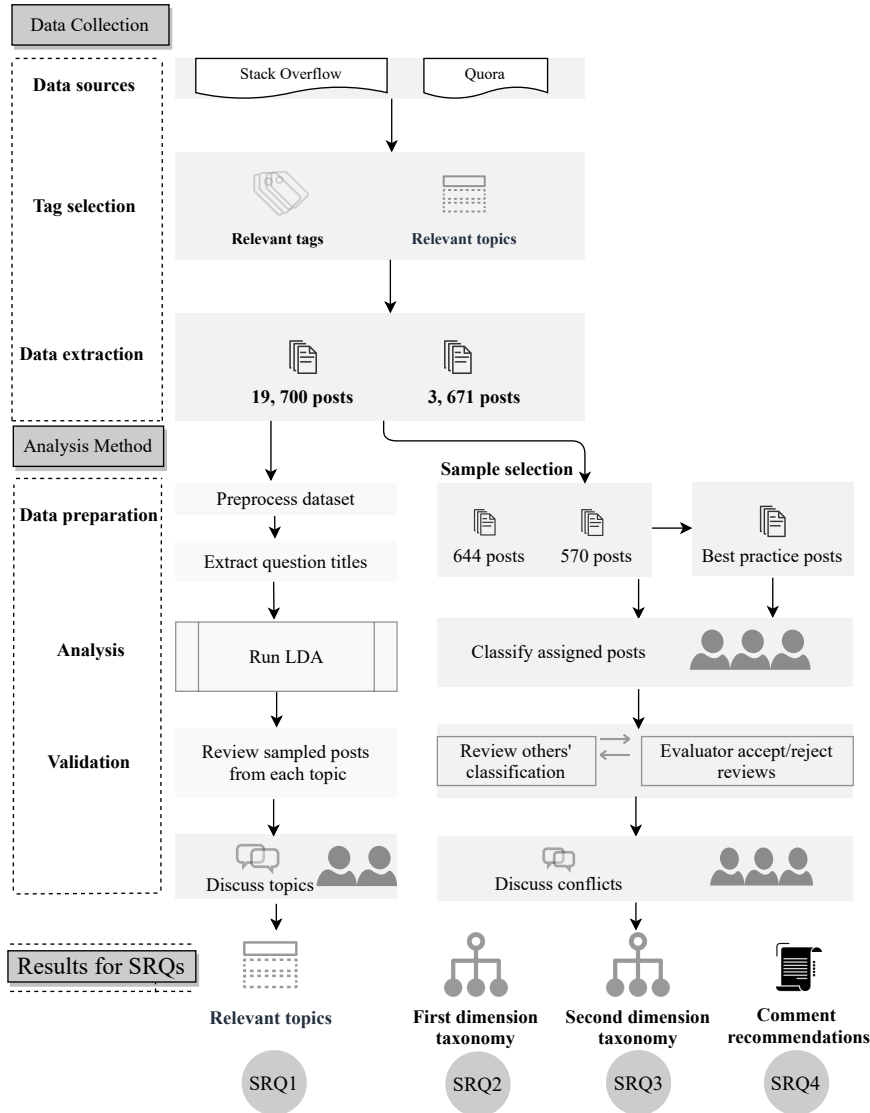 Data Collection
Data sources
Stack Overflow
Quora
Tag selection
Relevant tags
Relevant topics
Data extraction
19, 700 posts
3, 671 posts
Analysis Method
Sample selection
Data preparation
Preprocess dataset
644 posts
570 posts
Best practice posts
Extract question titles
Analysis
Run LDA
Classify assigned posts
Validation
Review sampled posts
from each topic
Review others'
classification
Evaluator accept/reject
reviews
Discuss topics
Discuss conflicts
Results for SRQs
Relevant topics
First dimension
taxonomy
Second dimension
taxonomy
Comment
recommendations
SRQ1
SRQ2
SRQ3
SRQ4